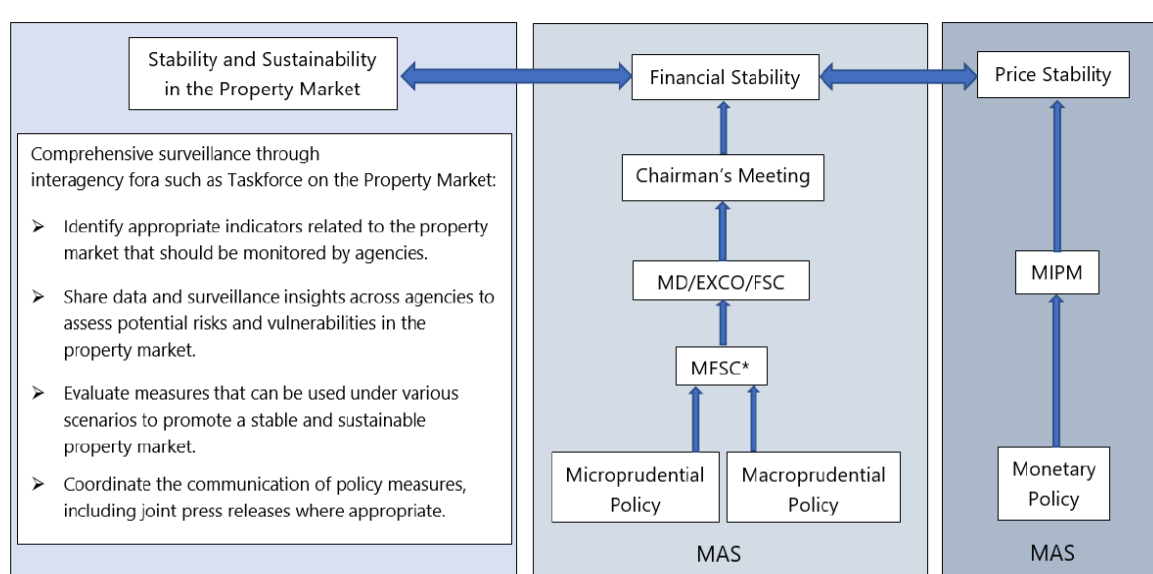 Stability and Sustainability
in the Property Market
Comprehensive surveillance through
interagency fora such as Taskforce on the Property Market:
➢ Identify appropriate indicators related to the property
market that should be monitored by agencies.
➢ Share data and surveillance insights across agencies to
assess potential risks and vulnerabilities in the
property market.
➢ Evaluate measures that can be used under various
scenarios to promote a stable and sustainable
property market.
➢ Coordinate the communication of policy measures,
including joint press releases where appropriate.
Financial Stability
Chairman's Meeting
MD/EXCO/FSC
MFSC*
Microprudential
Policy
Macroprudential
Policy
MAS
Price Stability
MIPM
Monetary
Policy
MAS